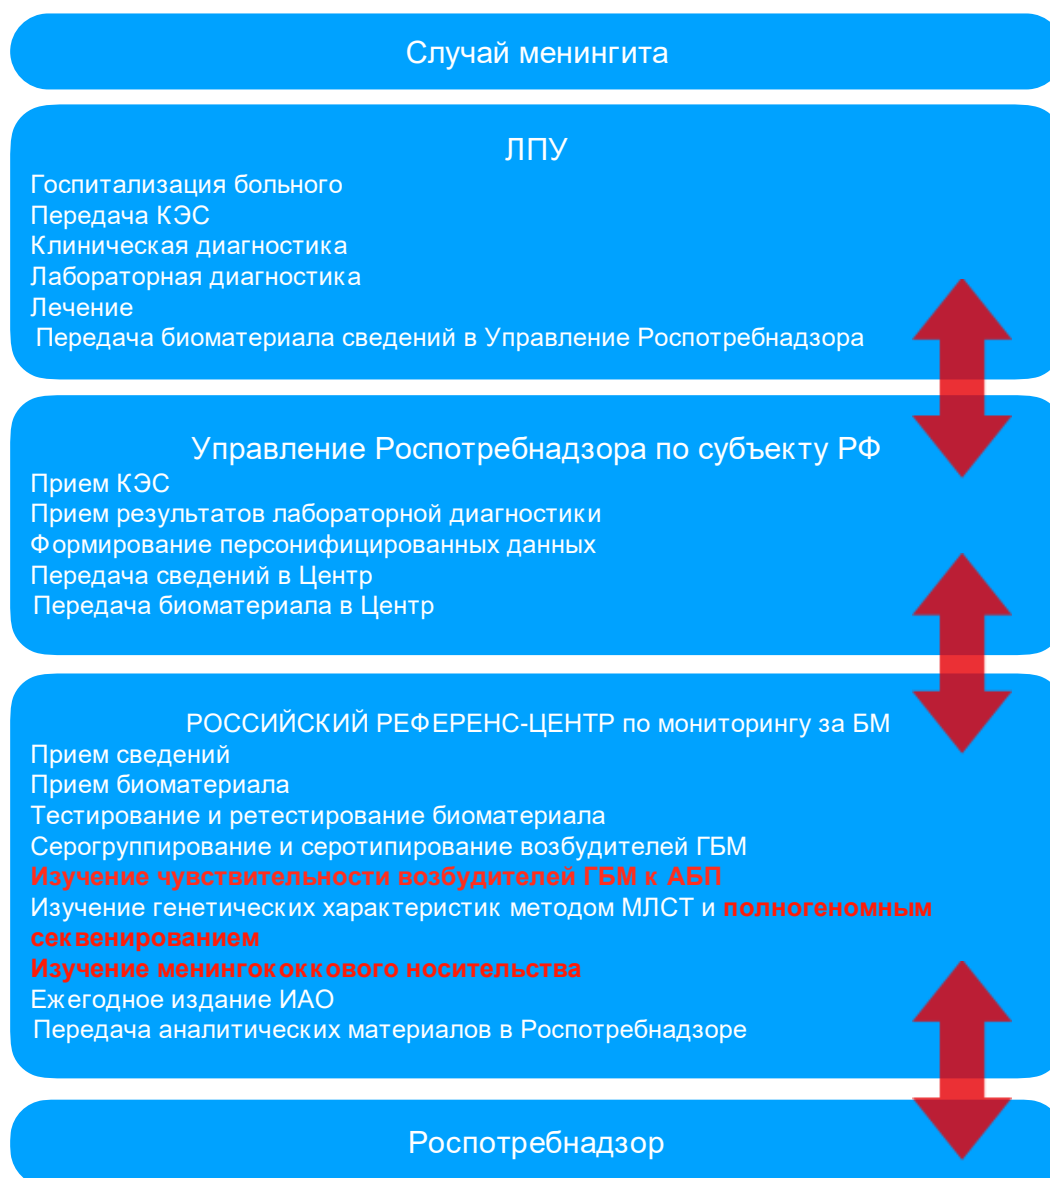 Случай менингита
ЛПУ
Госпитализация больного
Передача КЭС
Клиническая диагностика
Лабораторная диагностика
Лечение
Передача биоматериала сведений в Управление Роспотребнадзора
Управление Роспотребнадзора по субъекту РФ
Прием КЭС
Прием результатов лабораторной диагностики
Формирование персонифицированных данных
Передача сведений в Центр
Передача биоматериала в Центр
РОССИЙСКИЙ РЕФЕРЕНС-ЦЕНТР по мониторингу за БМ
Прием сведений
Прием биоматериала
Тестирование и ретестирование биоматериала
Серогруппирование и серотипирование возбудителей ГБМ
Изучение чувствительности возбудителей ГБМ к АБП
Изучение генетических характеристик методом МЛСТ и полногеномным
секвенированием
Изучение менингококкового носительства
Ежегодное издание ИАО
Передача аналитических материалов в Роспотребнадзоре
Роспотребнадзор